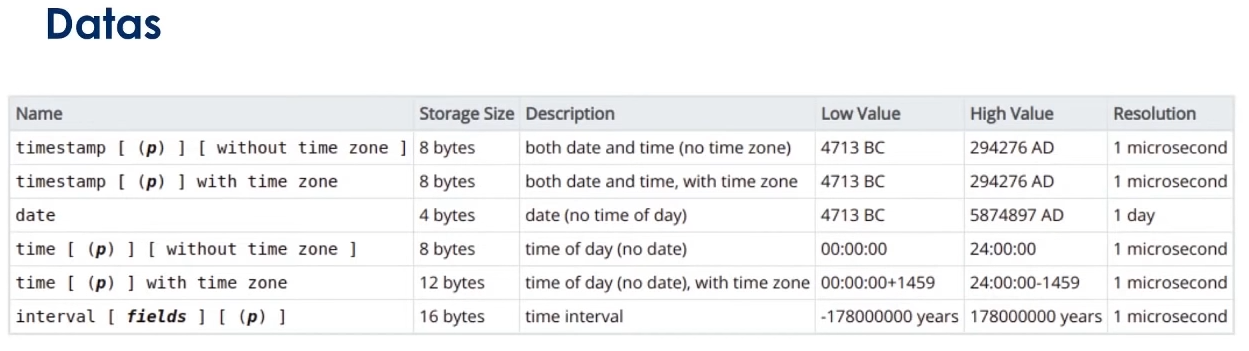 Datas
Name Storage Size Description Low Value High Value Resolution
timestamp [ (p) ] [ without time zone ] 8 bytes both date and time (no time zone) 4713 BC 294276 AD 1 microsecond
timestamp [ (p) ] with time zone 8 bytes both date and time, with time zone 4713 BC 294276 AD 1 microsecond
date 4 bytes date (no time of day) 4713 BC 5874897 AD 1 day
time [ (p) ] [ without time zone ] 8 bytes time of day (no date) 00:00:00 24:00:00 1 microsecond
time [ (p) ] with time zone 12 bytes time of day (no date), with time zone 00:00:00+1459 24:00:00-1459 1 microsecond
interval [ fields ] [ (p) ] 16 bytes time interval -178000000 years 178000000 years 1 microsecond